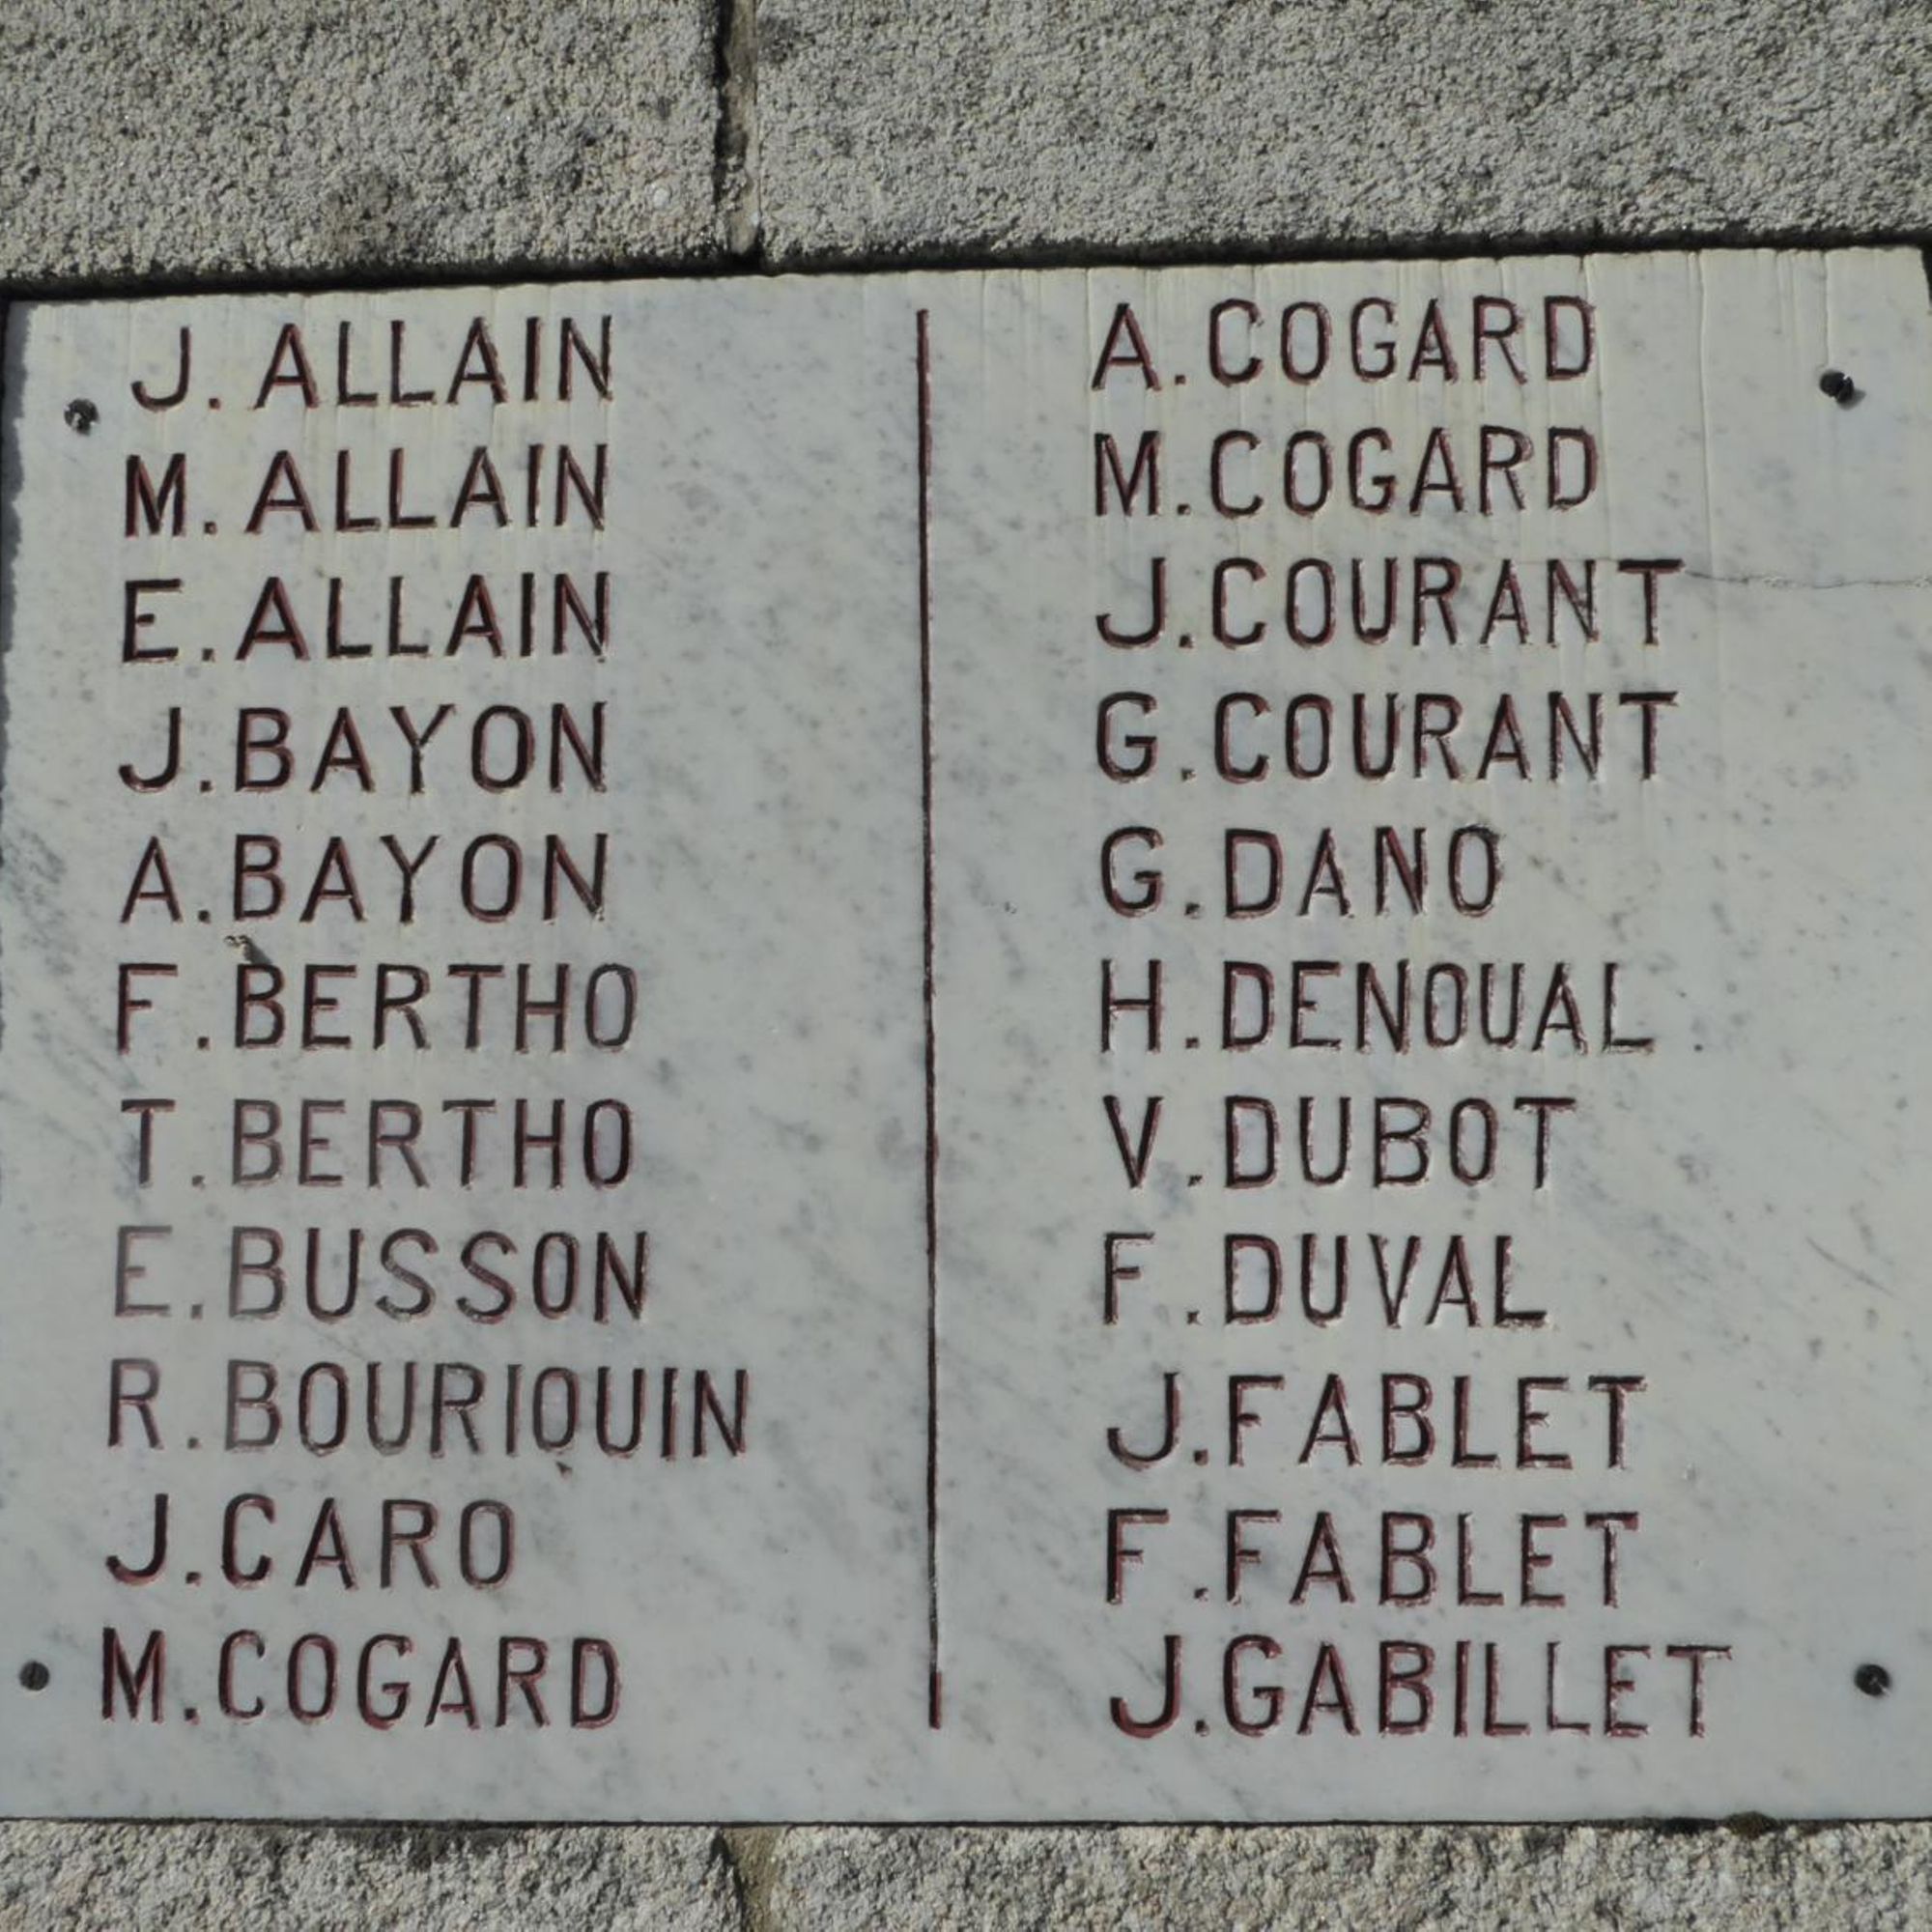 J. ALLAIN
M. ALLAIN
E. ALLAIN
J. BAYON
A. BAYON
F. BERTHO
T. BERTHO
E. BUSSON
R. BOURIQUIN
J. CARO
M. COGARD
A. COGARD
M. COGARD
J. COURANT
G. COURANT
G. DANO
H. DENOUAL
V. DUBOT
F. DUVAL
J. FABLET
F. FABLET
J. GABILLET